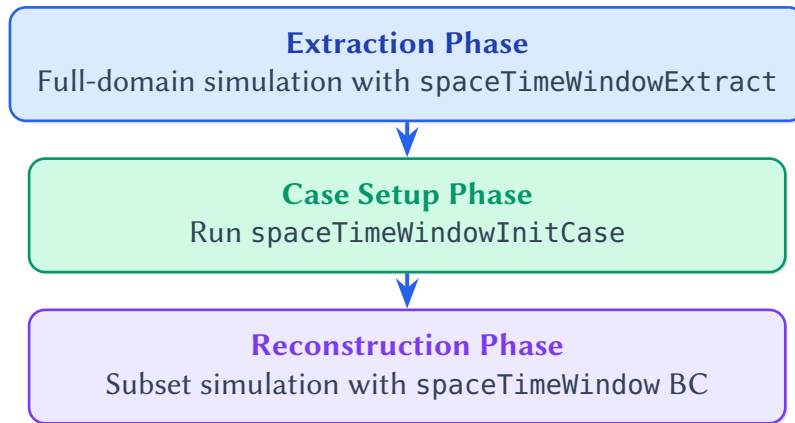 Extraction Phase
Full-domain simulation with spaceTimeWindowExtract
Case Setup Phase
Run spaceTimeWindowInitCase
Reconstruction Phase
Subset simulation with spaceTimeWindow BC